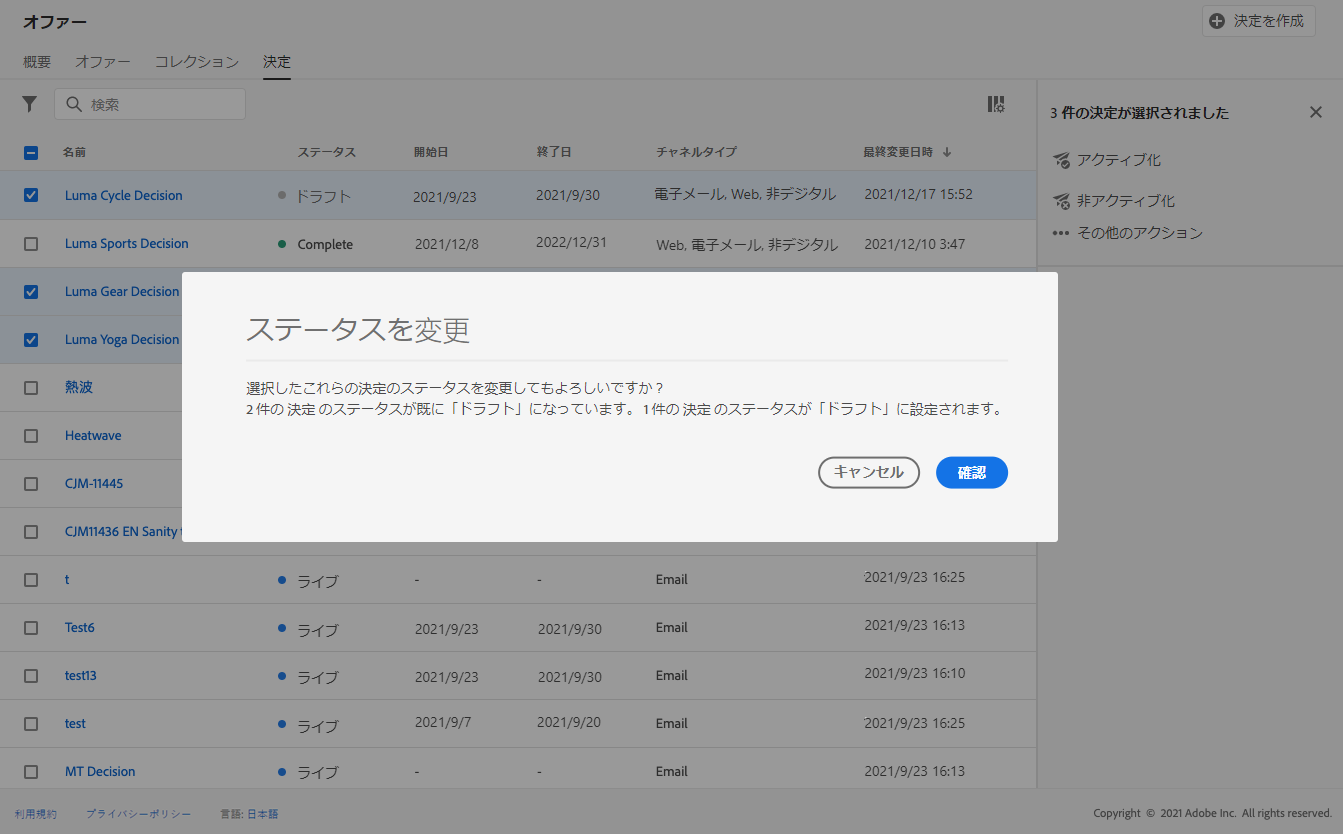 オファー
決定を作成
概要 オファー コレクション 決定
検索
3 件の決定が選択されました
アクティブ化
非アクティブ化
その他のアクション
名前 ステータス 開始日 終了日 チャネルタイプ 最終変更日時 ↓
Luma Cycle Decision ドラフト 2021/9/23 2021/9/30 電子メール, Web, 非デジタル 2021/12/17 15:52
Luma Sports Decision Complete 2021/12/8 2022/12/31 Web, 電子メール, 非デジタル 2021/12/10 3:47
Luma Gear Decision
Luma Yoga Decision
熱波
Heatwave
CJM-11445
CJM11436 EN Sanity
ステータスを変更
選択したこれらの決定のステータスを変更してもよろしいですか？
2 件の 決定 のステータスが既に「ドラフト」になっています。1 件の 決定 のステータスが「ドラフト」に設定されます。
キャンセル 確認
t ライブ - - Email 2021/9/23 16:25
Test6 ライブ 2021/9/23 2021/9/30 Email 2021/9/23 16:13
test13 ライブ 2021/9/23 2021/9/30 Email 2021/9/23 16:10
test ライブ 2021/9/7 2021/9/20 Email 2021/9/23 16:25
MT Decision ライブ - - Email 2021/9/23 16:13
利用規約 プライバシーポリシー 言語: 日本語
Copyright © 2021 Adobe Inc. All rights reserved.